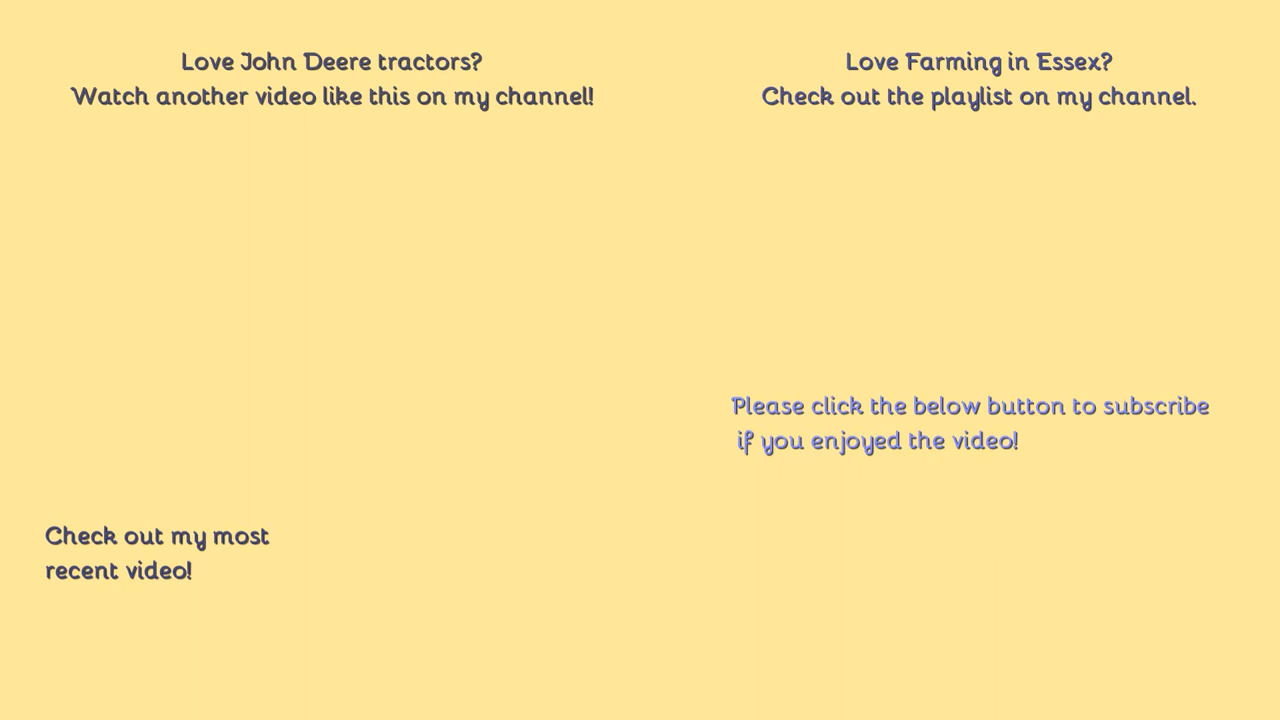 Love John Deere tractors?
Watch another video like this on my channel!
Love Farming in Essex?
Check out the playlist on my channel.
Please click the below button to subscribe
if you enjoyed the video!
Check out my most
recent video!